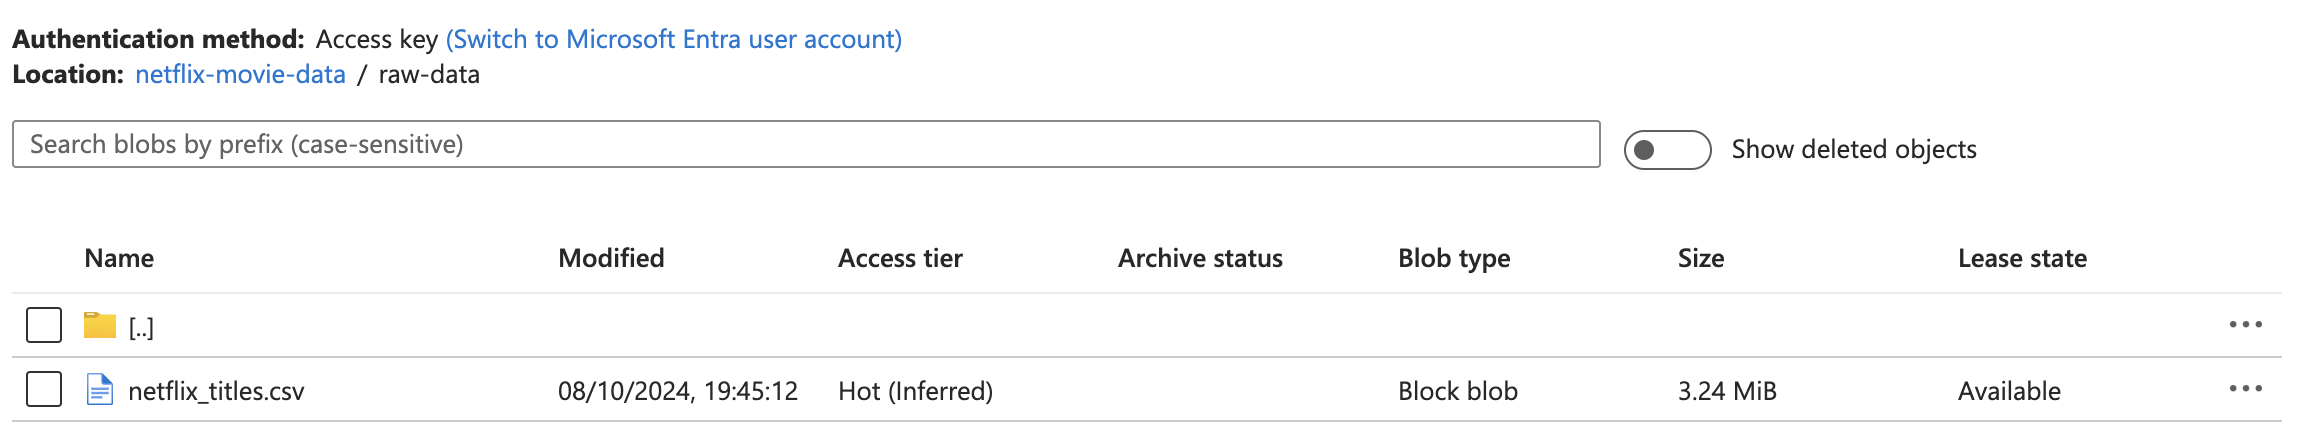 Authentication method: Access key (Switch to Microsoft Entra user account)
Location: netflix-movie-data / raw-data
Search blobs by prefix (case-sensitive)
Show deleted objects
Name Modified Access tier Archive status Blob type Size Lease state
[..]
netflix_titles.csv 08/10/2024, 19:45:12 Hot (Inferred) Block blob 3.24 MiB Available